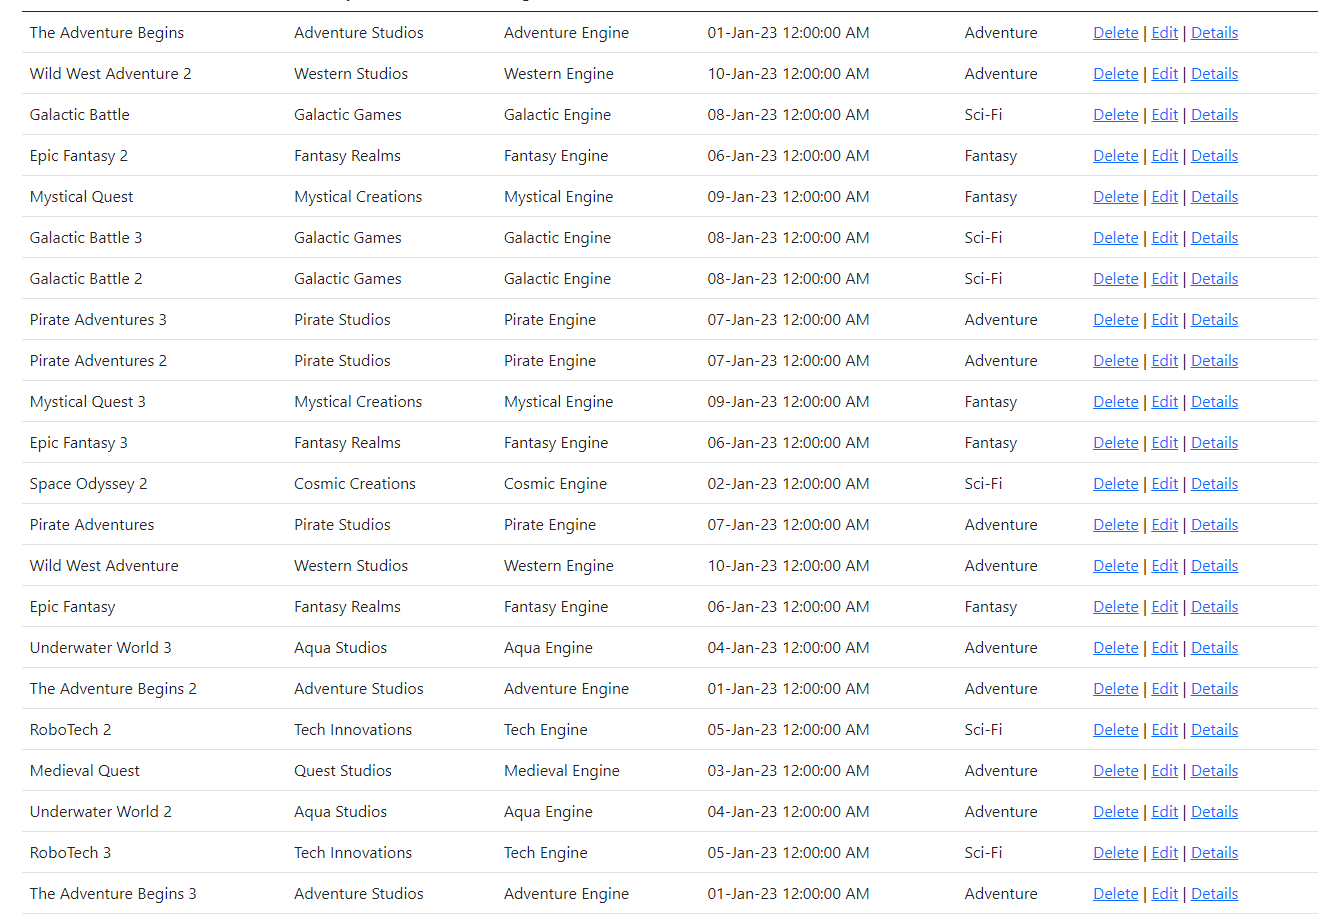 The Adventure Begins Adventure Studios Adventure Engine 01-Jan-23 12:00:00 AM Adventure Delete | Edit | Details
Wild West Adventure 2 Western Studios Western Engine 10-Jan-23 12:00:00 AM Adventure Delete | Edit | Details
Galactic Battle Galactic Games Galactic Engine 08-Jan-23 12:00:00 AM Sci-Fi Delete | Edit | Details
Epic Fantasy 2 Fantasy Realms Fantasy Engine 06-Jan-23 12:00:00 AM Fantasy Delete | Edit | Details
Mystical Quest Mystical Creations Mystical Engine 09-Jan-23 12:00:00 AM Fantasy Delete | Edit | Details
Galactic Battle 3 Galactic Games Galactic Engine 08-Jan-23 12:00:00 AM Sci-Fi Delete | Edit | Details
Galactic Battle 2 Galactic Games Galactic Engine 08-Jan-23 12:00:00 AM Sci-Fi Delete | Edit | Details
Pirate Adventures 3 Pirate Studios Pirate Engine 07-Jan-23 12:00:00 AM Adventure Delete | Edit | Details
Pirate Adventures 2 Pirate Studios Pirate Engine 07-Jan-23 12:00:00 AM Adventure Delete | Edit | Details
Mystical Quest 3 Mystical Creations Mystical Engine 09-Jan-23 12:00:00 AM Fantasy Delete | Edit | Details
Epic Fantasy 3 Fantasy Realms Fantasy Engine 06-Jan-23 12:00:00 AM Fantasy Delete | Edit | Details
Space Odyssey 2 Cosmic Creations Cosmic Engine 02-Jan-23 12:00:00 AM Sci-Fi Delete | Edit | Details
Pirate Adventures Pirate Studios Pirate Engine 07-Jan-23 12:00:00 AM Adventure Delete | Edit | Details
Wild West Adventure Western Studios Western Engine 10-Jan-23 12:00:00 AM Adventure Delete | Edit | Details
Epic Fantasy Fantasy Realms Fantasy Engine 06-Jan-23 12:00:00 AM Fantasy Delete | Edit | Details
Underwater World 3 Aqua Studios Aqua Engine 04-Jan-23 12:00:00 AM Adventure Delete | Edit | Details
The Adventure Begins 2 Adventure Studios Adventure Engine 01-Jan-23 12:00:00 AM Adventure Delete | Edit | Details
RoboTech 2 Tech Innovations Tech Engine 05-Jan-23 12:00:00 AM Sci-Fi Delete | Edit | Details
Medieval Quest Quest Studios Medieval Engine 03-Jan-23 12:00:00 AM Adventure Delete | Edit | Details
Underwater World 2 Aqua Studios Aqua Engine 04-Jan-23 12:00:00 AM Adventure Delete | Edit | Details
RoboTech 3 Tech Innovations Tech Engine 05-Jan-23 12:00:00 AM Sci-Fi Delete | Edit | Details
The Adventure Begins 3 Adventure Studios Adventure Engine 01-Jan-23 12:00:00 AM Adventure Delete | Edit | Details